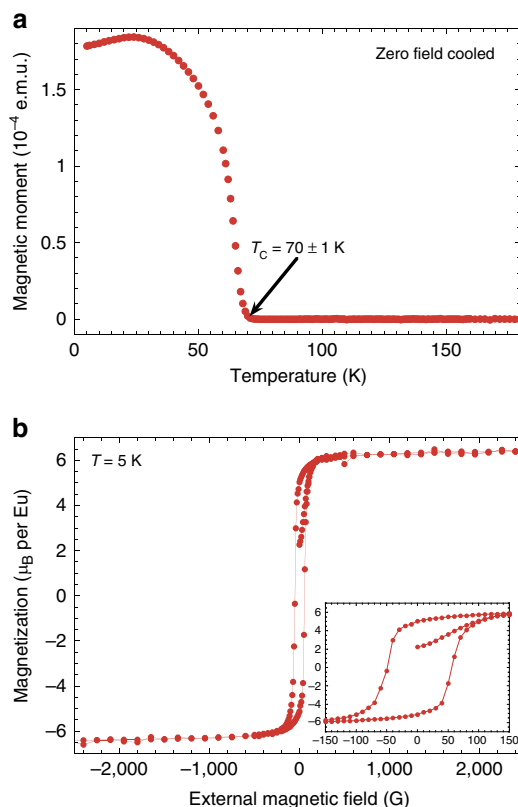 a
Zero field cooled
Magnetic moment (10⁻⁴ e.m.u.)
1.5
1
0.5
0
T_C = 70 ± 1 K
0 50 100 150
Temperature (K)
b
T = 5 K
Magnetization (μ_B per Eu)
6
4
2
0
−2
−4
−6
6
4
2
0
−2
−4
−6
−150 −100 −50 0 50 100 150
−2,000 −1,000 0 1,000 2,000
External magnetic field (G)